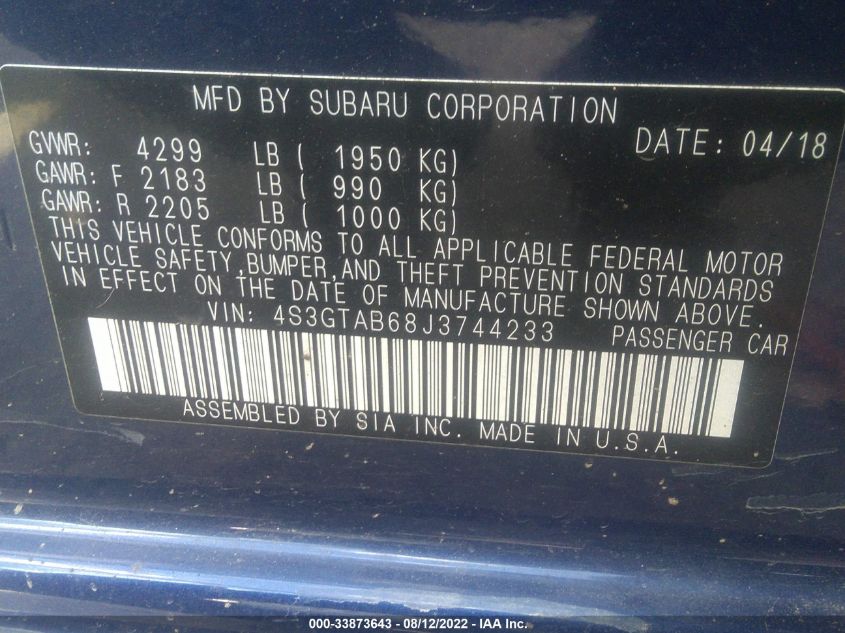 MFD BY SUBARU CORPORATION
GVWR: 4299 LB ( 1950 KG) DATE: 04/18
GAWR: F 2183 LB ( 990 KG)
GAWR: R 2205 LB ( 1000 KG)
THIS VEHICLE CONFORMS TO ALL APPLICABLE FEDERAL MOTOR
VEHICLE SAFETY,BUMPER,AND THEFT PREVENTION STANDARDS
IN EFFECT ON THE DATE OF MANUFACTURE SHOWN ABOVE.
VIN: 4S3GTAB68J3744233 PASSENGER CAR
ASSEMBLED BY SIA INC. MADE IN U.S.A.
000-33873643 - 08/12/2022 - IAA Inc.